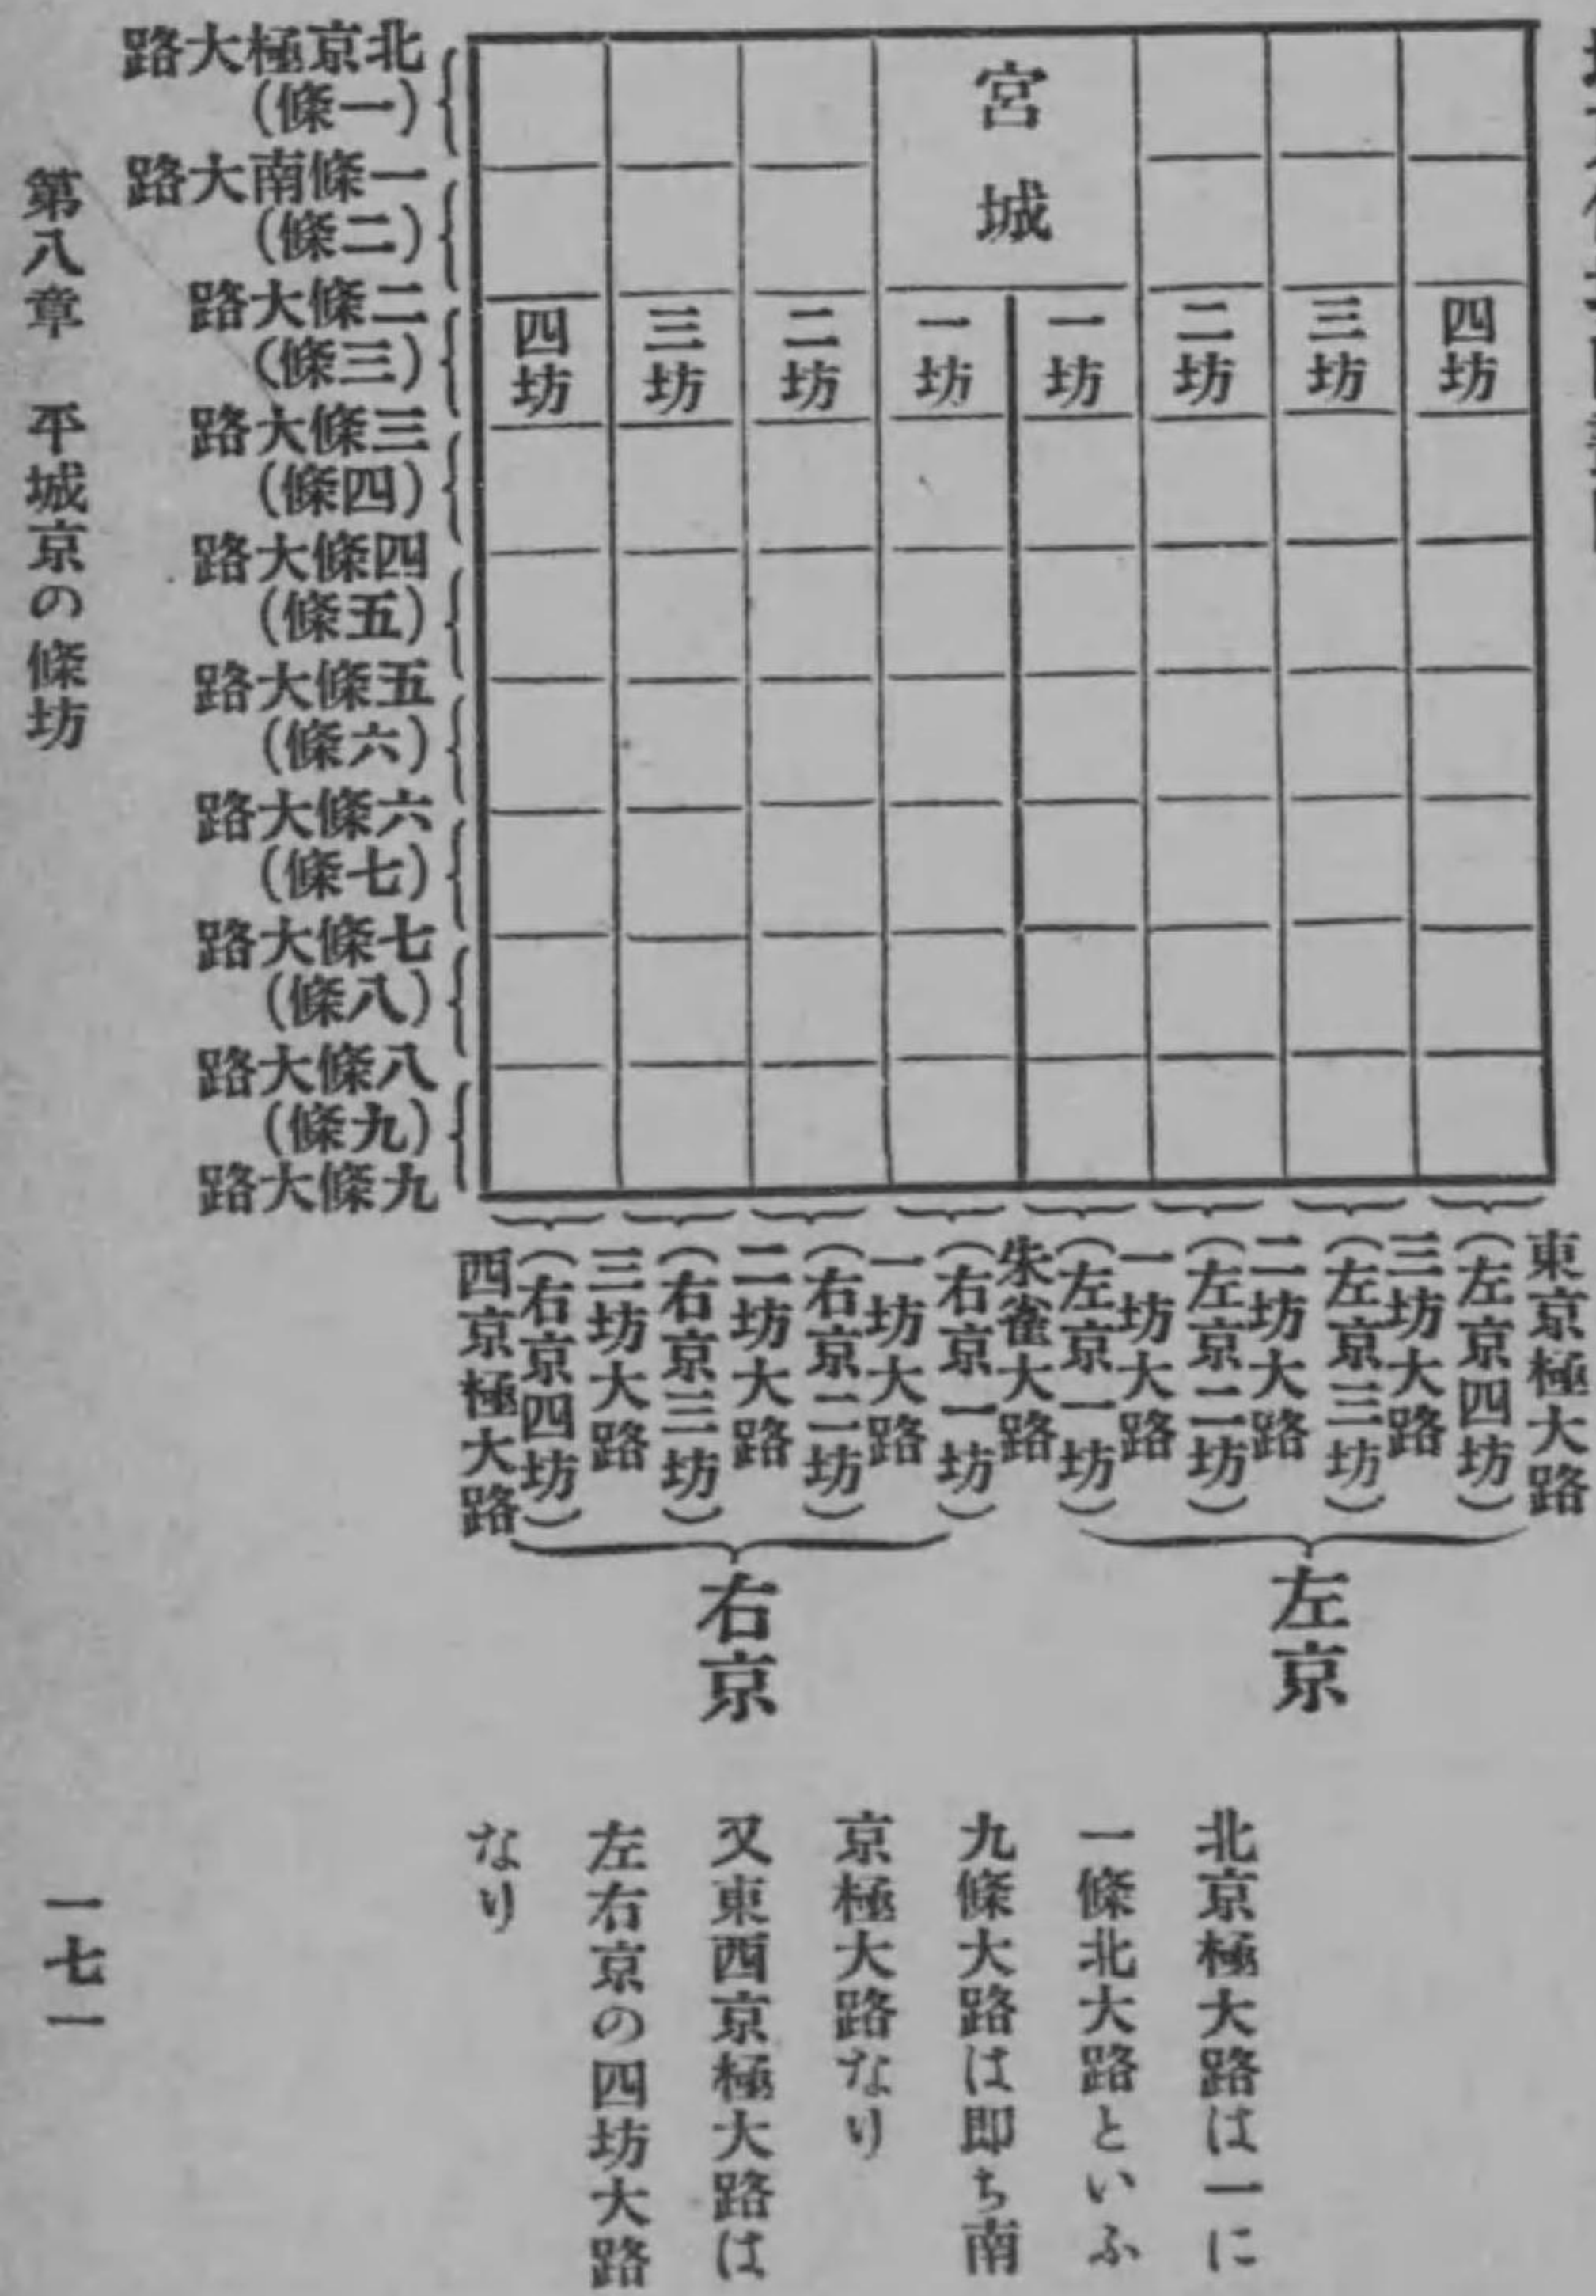 宮城
四坊
三坊
二坊
一坊
一坊
二坊
三坊
四坊
北京極大路
(一條)
一條南大路
(二條)
二條大路
(三條)
三條大路
(四條)
四條大路
(五條)
五條大路
(六條)
六條大路
(七條)
七條大路
(八條)
八條大路
(九條)
九條大路
東京極大路
(左京四坊)
三坊大路
(左京三坊)
二坊大路
(左京二坊)
一坊大路
(左京一坊)
朱雀大路
(右京一坊)
一坊大路
(右京二坊)
二坊大路
(右京三坊)
三坊大路
(右京四坊)
西京極大路
左京
右京
北京極大路は一に
一條北大路といふ
九條大路は即ち南
京極大路なり
又東西京極大路は
左右京の四坊大路
なり
第八章 平城京の條坊
一七一